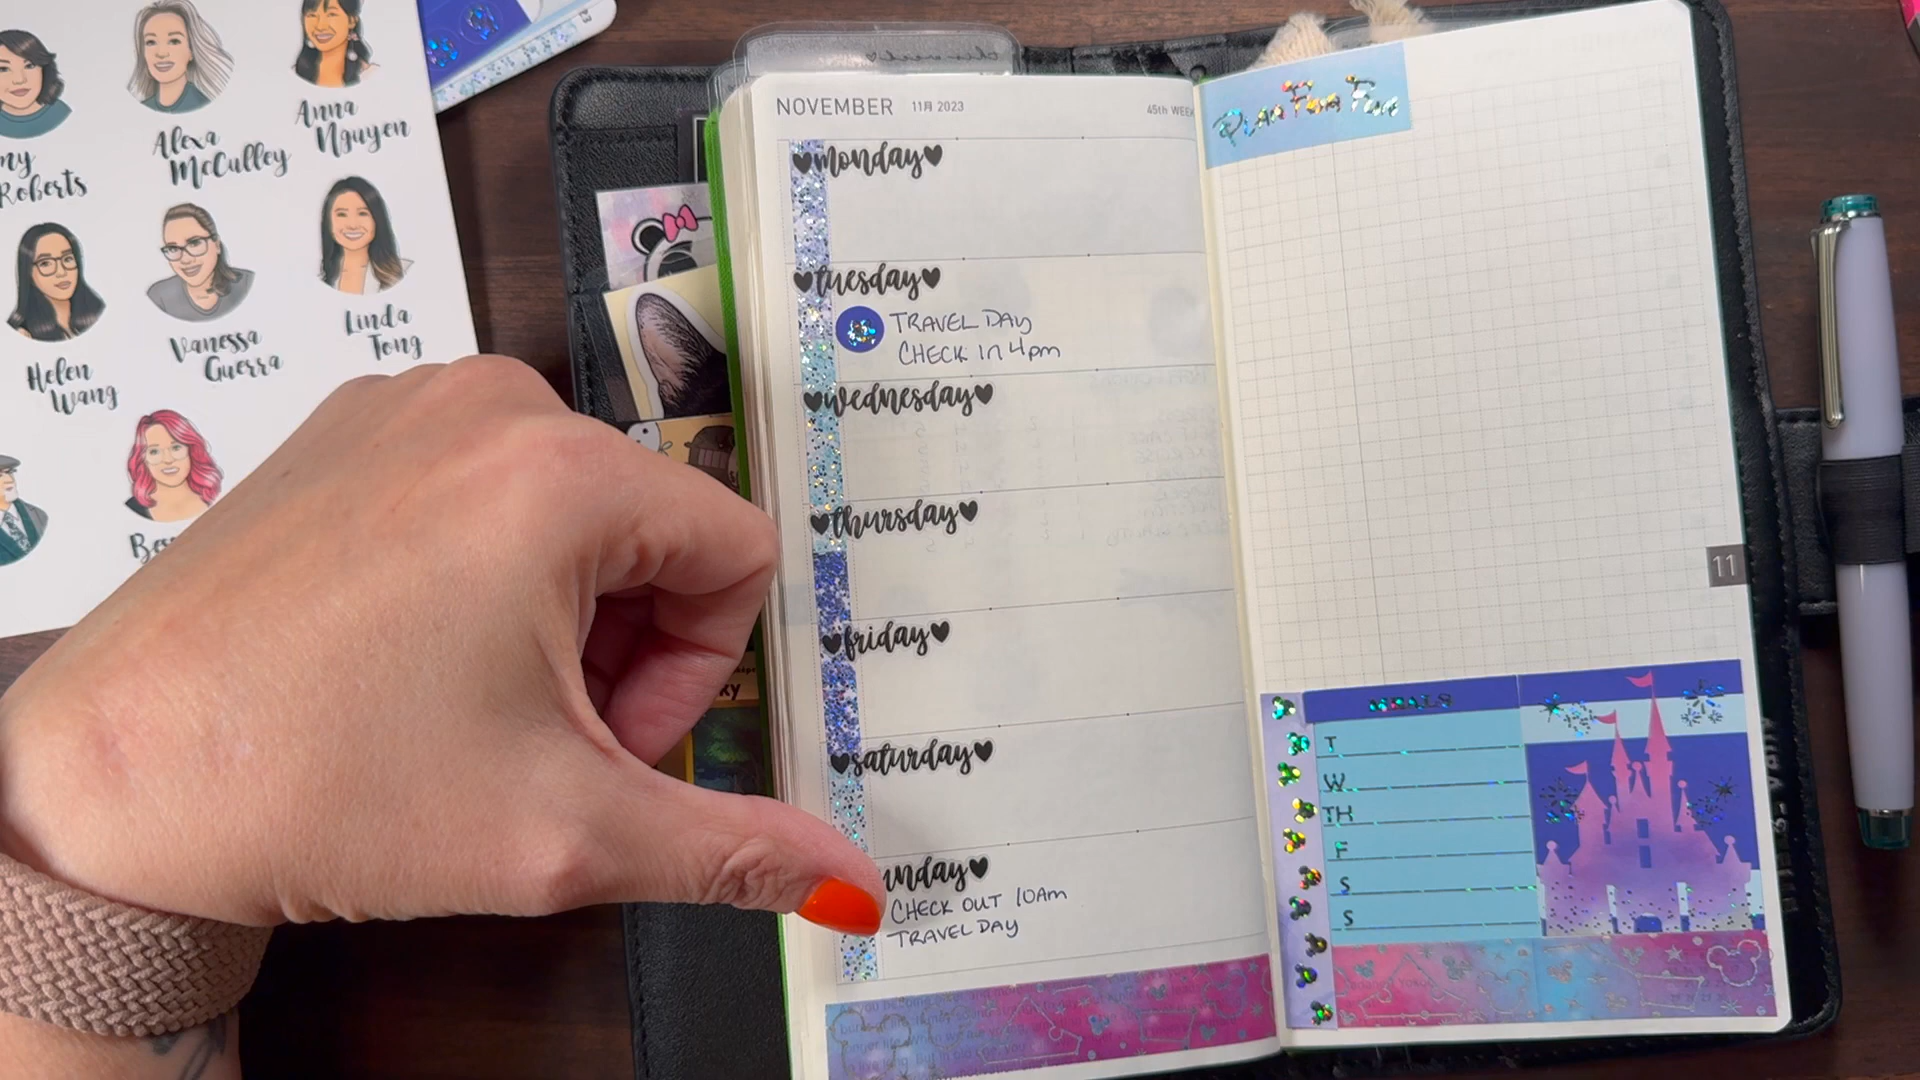 Alexa
McCulley
Anna
Nguyen
Roberts
Helen
Wang
Vanessa
Guerra
Linda
Tong
NOVEMBER 11月 2023 45th WEEK
monday
tuesday
TRAVEL DAY
CHECK in 4pm
wednesday
thursday
friday
saturday
CHECK OUT 10Am
TRAVEL DAY
Plan Fun Fun
11
MEALS
T
W
TH
F
S
S